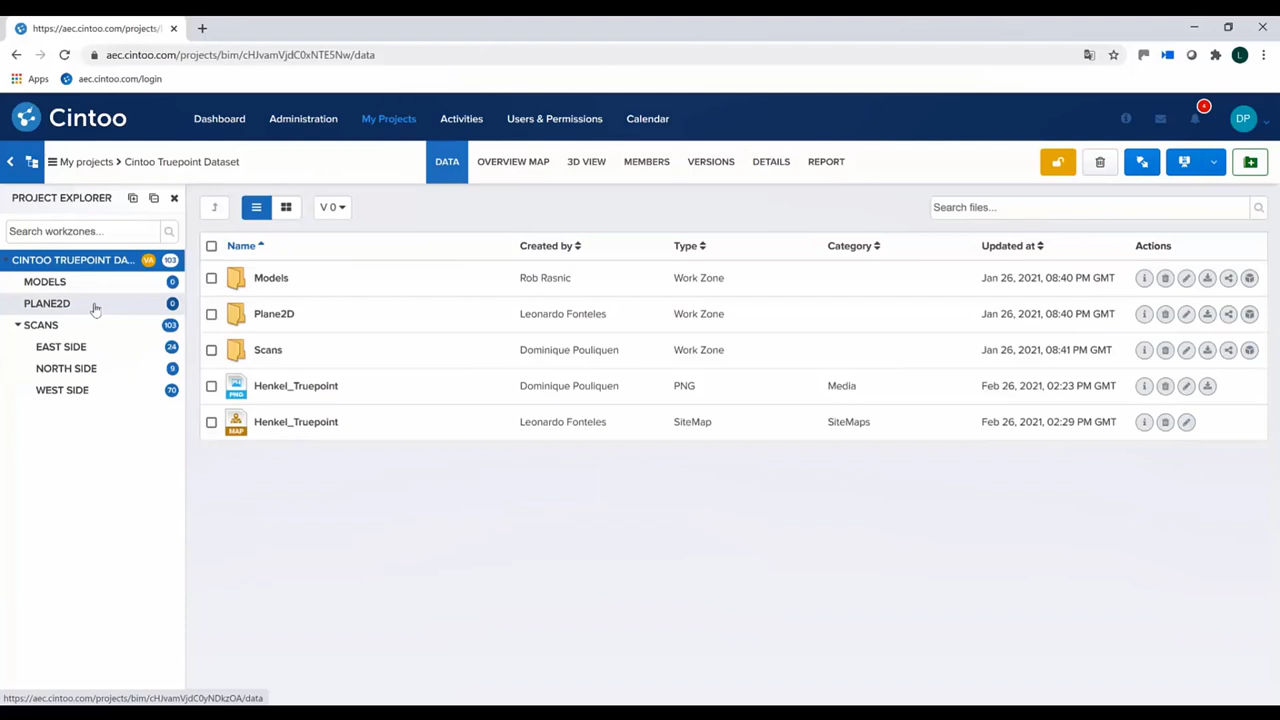 https://aec.cintoo.com/projects/
aec.cintoo.com/projects/bim/cHJvamVjdC0xNTE5Nw/data
Apps aec.cintoo.com/login L
Cintoo Dashboard Administration My Projects Activities Users & Permissions Calendar 4 DP
My projects > Cintoo Truepoint Dataset DATA OVERVIEW MAP 3D VIEW MEMBERS VERSIONS DETAILS REPORT
PROJECT EXPLORER
V 0 Search files...
Search workzones...
Name Created by Type Category Updated at Actions
CINTOO TRUEPOINT DA... VA 103
MODELS 0
PLANE2D 0
SCANS 103
EAST SIDE 24
NORTH SIDE 9
WEST SIDE 70
Models Rob Rasnic Work Zone Jan 26, 2021, 08:40 PM GMT
Plane2D Leonardo Fonteles Work Zone Jan 26, 2021, 08:40 PM GMT
Scans Dominique Pouliquen Work Zone Jan 26, 2021, 08:41 PM GMT
PNG Henkel_Truepoint Dominique Pouliquen PNG Media Feb 26, 2021, 02:23 PM GMT
MAP Henkel_Truepoint Leonardo Fonteles SiteMap SiteMaps Feb 26, 2021, 02:29 PM GMT
https://aec.cintoo.com/projects/bim/cHJvamVjdC0yNDkzOA/data